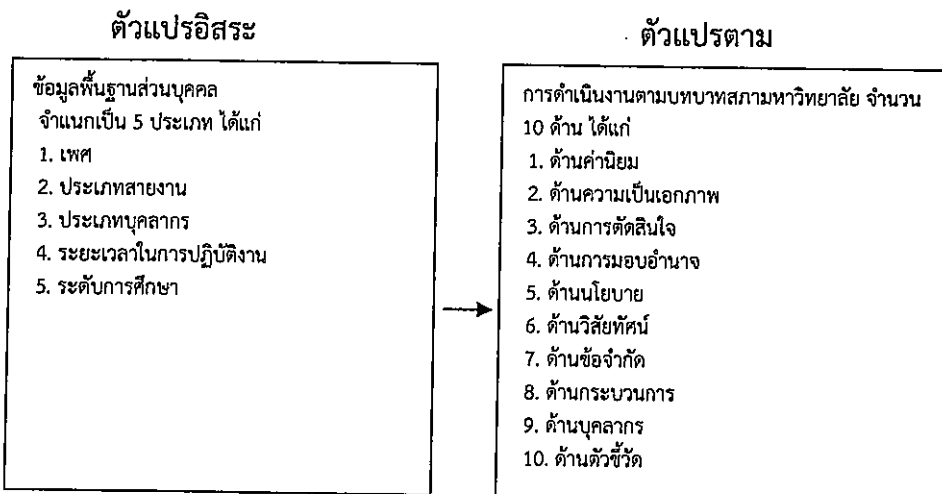 ตัวแปรอิสระ
ข้อมูลพื้นฐานส่วนบุคคล
จำแนกเป็น 5 ประเภท ได้แก่
1. เพศ
2. ประเภทสายงาน
3. ประเภทบุคลากร
4. ระยะเวลาในการปฏิบัติงาน
5. ระดับการศึกษา
ตัวแปรตาม
การดำเนินงานตามบทบาทสภามหาวิทยาลัย จำนวน
10 ด้าน ได้แก่
1. ด้านค่านิยม
2. ด้านความเป็นเอกภาพ
3. ด้านการตัดสินใจ
4. ด้านการมอบอำนาจ
5. ด้านนโยบาย
6. ด้านวิสัยทัศน์
7. ด้านข้อจำกัด
8. ด้านกระบวนการ
9. ด้านบุคลากร
10. ด้านตัวชี้วัด